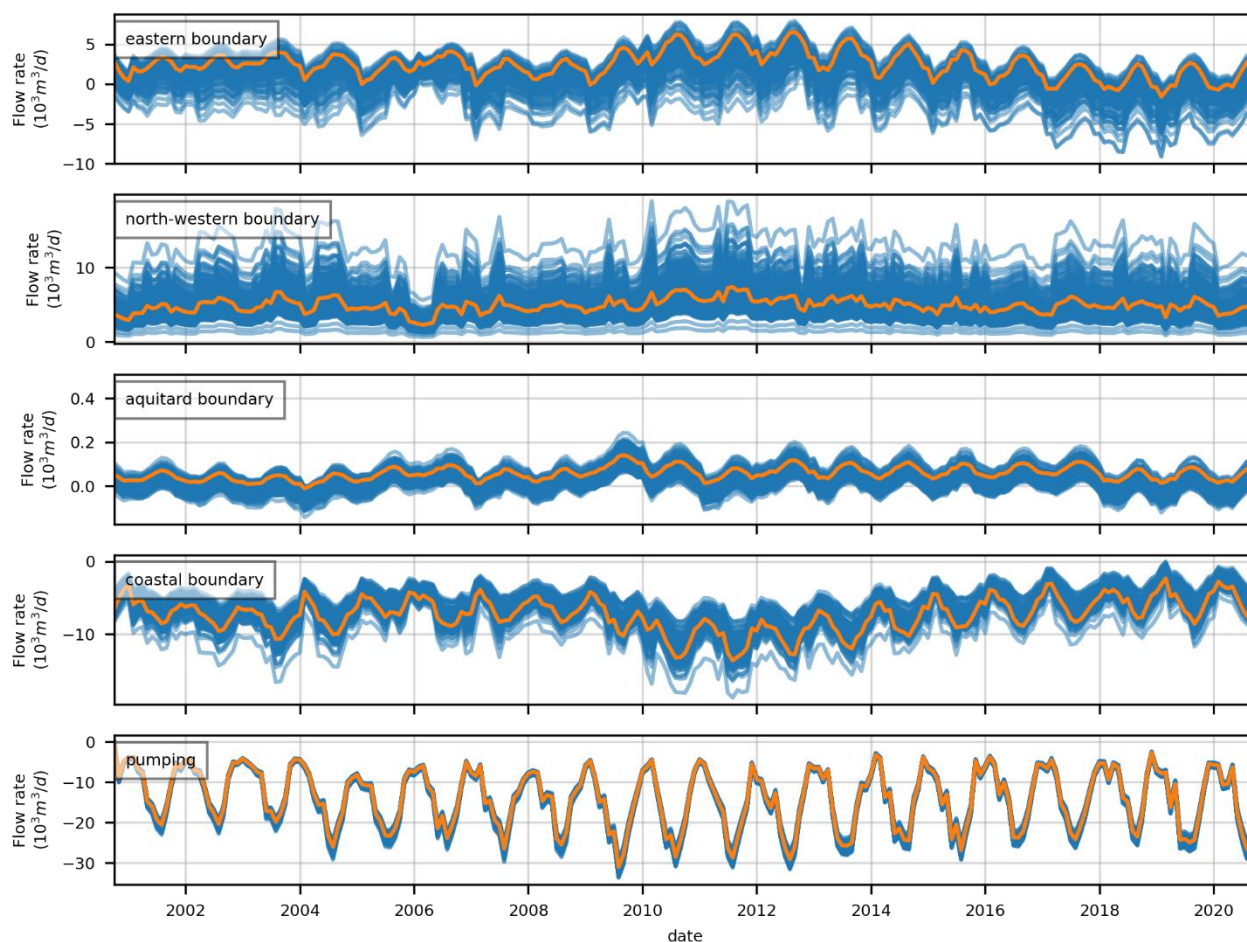 eastern boundary
Flow rate
(10³m³/d)
5
0
−5
−10
north-western boundary
Flow rate
(10³m³/d)
10
0
aquitard boundary
Flow rate
(10³m³/d)
0.4
0.2
0.0
coastal boundary
Flow rate
(10³m³/d)
0
−10
pumping
Flow rate
(10³m³/d)
0
−10
−20
−30
2002 2004 2006 2008 2010 2012 2014 2016 2018 2020
date